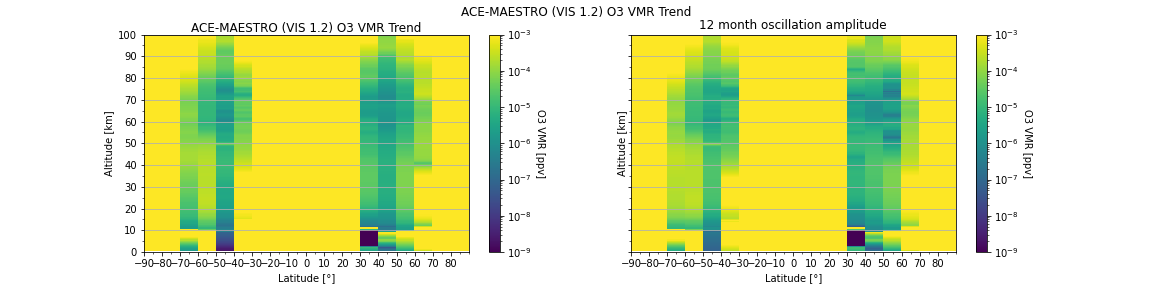 ACE-MAESTRO (VIS 1.2) O3 VMR Trend
ACE-MAESTRO (VIS 1.2) O3 VMR Trend
100
90
80
70
60
50
40
30
20
10
0
Altitude [km]
−90−80−70−60−50−40−30−20−10 0 10 20 30 40 50 60 70 80
Latitude [°]
10⁻³
10⁻⁴
10⁻⁵
10⁻⁶
10⁻⁷
10⁻⁸
10⁻⁹
O3 VMR [ppv]
12 month oscillation amplitude
Altitude [km]
−90−80−70−60−50−40−30−20−10 0 10 20 30 40 50 60 70 80
Latitude [°]
10⁻³
10⁻⁴
10⁻⁵
10⁻⁶
10⁻⁷
10⁻⁸
10⁻⁹
O3 VMR [ppv]